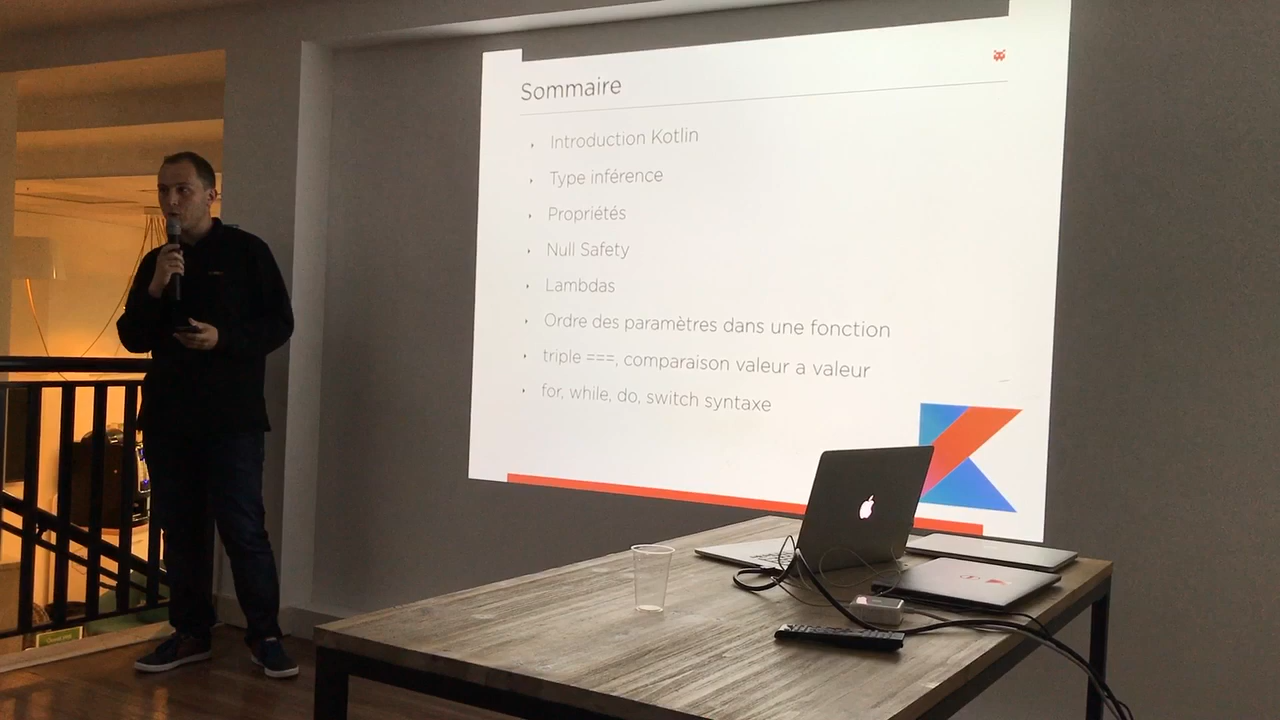 Sommaire
Introduction Kotlin
Type inférence
Propriétés
Null Safety
Lambdas
Ordre des paramètres dans une fonction
triple ===, comparaison valeur a valeur
for, while, do, switch syntaxe